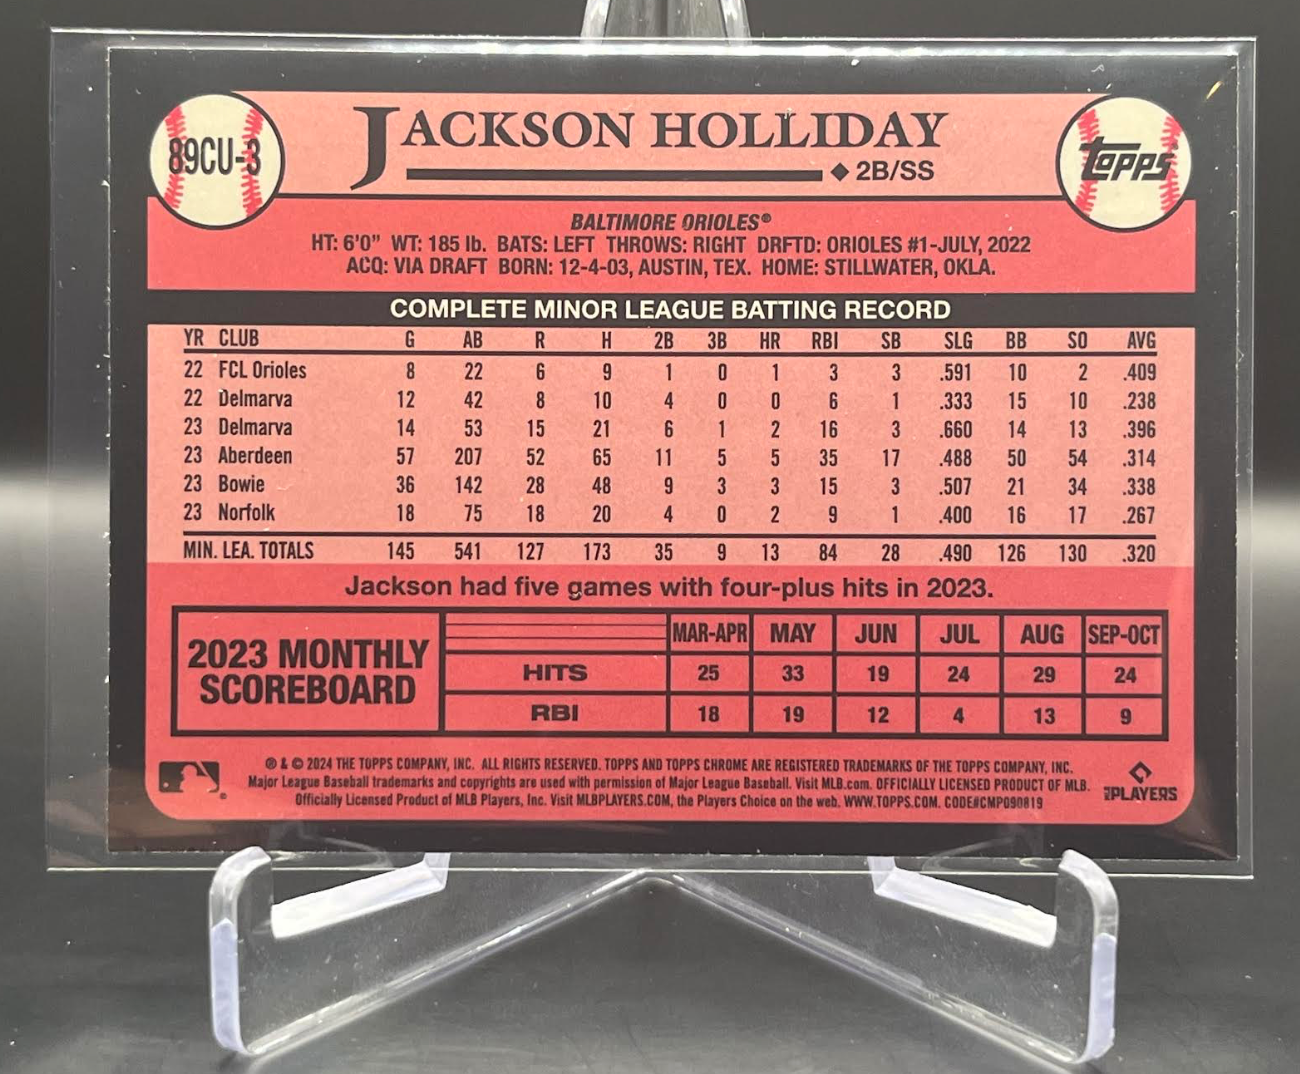 89CU-3
JACKSON HOLLIDAY
◆ 2B/SS
topps
BALTIMORE ORIOLES®
HT: 6'0" WT: 185 lb. BATS: LEFT THROWS: RIGHT DRFTD: ORIOLES #1-JULY, 2022
ACQ: VIA DRAFT BORN: 12-4-03, AUSTIN, TEX. HOME: STILLWATER, OKLA.
COMPLETE MINOR LEAGUE BATTING RECORD
YR CLUB G AB R H 2B 3B HR RBI SB SLG BB SO AVG
22 FCL Orioles 8 22 6 9 1 0 1 3 3 .591 10 2 .409
22 Delmarva 12 42 8 10 4 0 0 6 1 .333 15 10 .238
23 Delmarva 14 53 15 21 6 1 2 16 3 .660 14 13 .396
23 Aberdeen 57 207 52 65 11 5 5 35 17 .488 50 54 .314
23 Bowie 36 142 28 48 9 3 3 15 3 .507 21 34 .338
23 Norfolk 18 75 18 20 4 0 2 9 1 .400 16 17 .267
MIN. LEA. TOTALS 145 541 127 173 35 9 13 84 28 .490 126 130 .320
Jackson had five games with four-plus hits in 2023.
2023 MONTHLY
SCOREBOARD
MAR-APR MAY JUN JUL AUG SEP-OCT
HITS 25 33 19 24 29 24
RBI 18 19 12 4 13 9
® & © 2024 THE TOPPS COMPANY, INC. ALL RIGHTS RESERVED. TOPPS AND TOPPS CHROME ARE REGISTERED TRADEMARKS OF THE TOPPS COMPANY, INC.
Major League Baseball trademarks and copyrights are used with permission of Major League Baseball. Visit MLB.com. OFFICIALLY LICENSED PRODUCT OF MLB.
Officially Licensed Product of MLB Players, Inc. Visit MLBPLAYERS.COM, the Players Choice on the web. WWW.TOPPS.COM. CODE#CMP090819
MLB PLAYERS